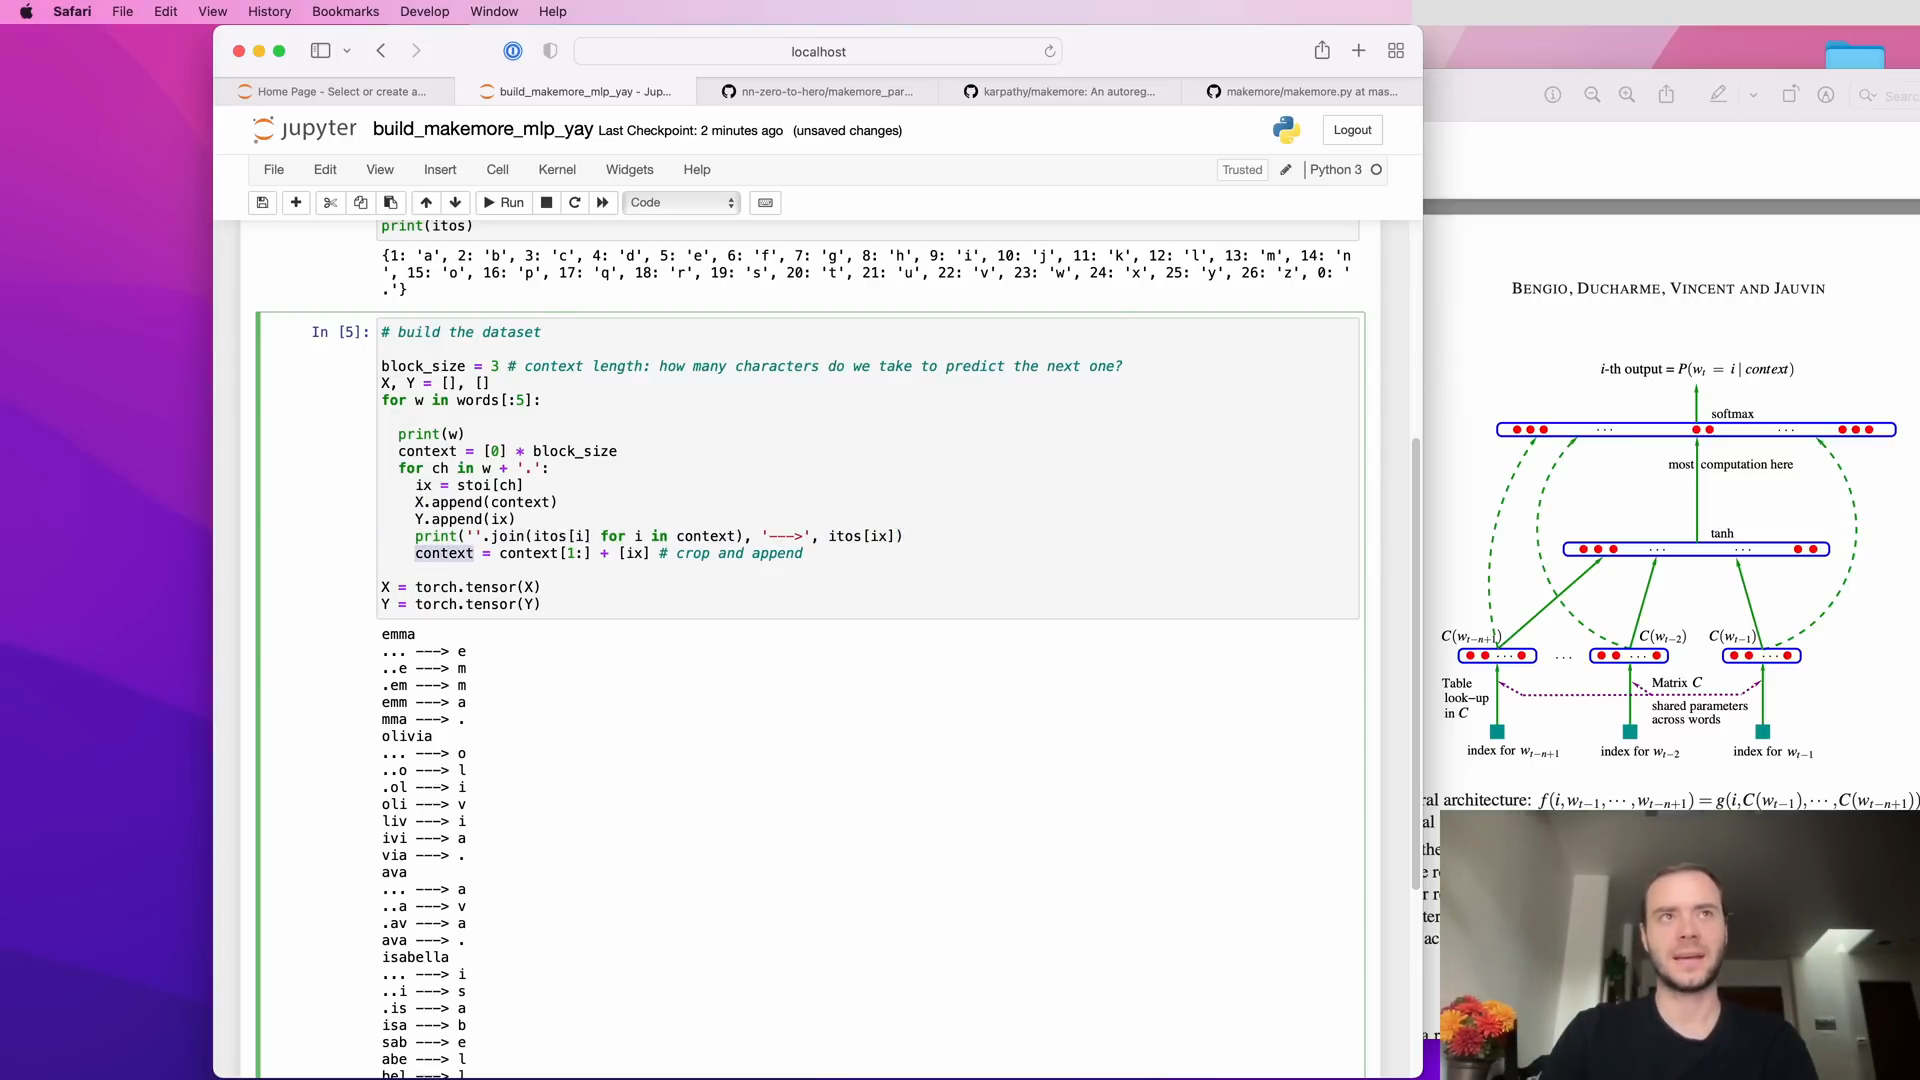 Safari File Edit View History Bookmarks Develop Window Help
localhost
Home Page - Select or create a...
build_makemore_mlp_yay - Jup...
nn-zero-to-hero/makemore_par...
karpathy/makemore: An autoreg...
makemore/makemore.py at mas...
Search
jupyter build_makemore_mlp_yay Last Checkpoint: 2 minutes ago (unsaved changes)
Logout
File Edit View Insert Cell Kernel Widgets Help
Trusted
Python 3
Run
Code
print(itos)
{1: 'a', 2: 'b', 3: 'c', 4: 'd', 5: 'e', 6: 'f', 7: 'g', 8: 'h', 9: 'i', 10: 'j', 11: 'k', 12: 'l', 13: 'm', 14: 'n
', 15: 'o', 16: 'p', 17: 'q', 18: 'r', 19: 's', 20: 't', 21: 'u', 22: 'v', 23: 'w', 24: 'x', 25: 'y', 26: 'z', 0: '
.'}
In [5]:
# build the dataset
block_size = 3 # context length: how many characters do we take to predict the next one?
X, Y = [], []
for w in words[:5]:
print(w)
context = [0] * block_size
for ch in w + '.':
ix = stoi[ch]
X.append(context)
Y.append(ix)
print(''.join(itos[i] for i in context), '--->', itos[ix])
context = context[1:] + [ix] # crop and append
X = torch.tensor(X)
Y = torch.tensor(Y)
emma
... ---> e
..e ---> m
.em ---> m
emm ---> a
mma ---> .
olivia
... ---> o
..o ---> l
.ol ---> i
oli ---> v
liv ---> i
ivi ---> a
via ---> .
ava
... ---> a
..a ---> v
.av ---> a
ava ---> .
isabella
... ---> i
..i ---> s
.is ---> a
isa ---> b
sab ---> e
abe ---> l
bel ---> l
BENGIO, DUCHARME, VINCENT AND JAUVIN
i-th output = P(w_t = i | context)
softmax
...
...
most computation here
tanh
...
...
C(w_{t−n+1})
C(w_{t−2})
C(w_{t−1})
...
...
...
...
Table
look−up
in C
Matrix C
shared parameters
across words
index for w_{t−n+1}
index for w_{t−2}
index for w_{t−1}
ral architecture: f(i, w_{t−1}, ··· , w_{t−n+1}) = g(i, C(w_{t−1}), ··· , C(w_{t−n+1}))
al
the